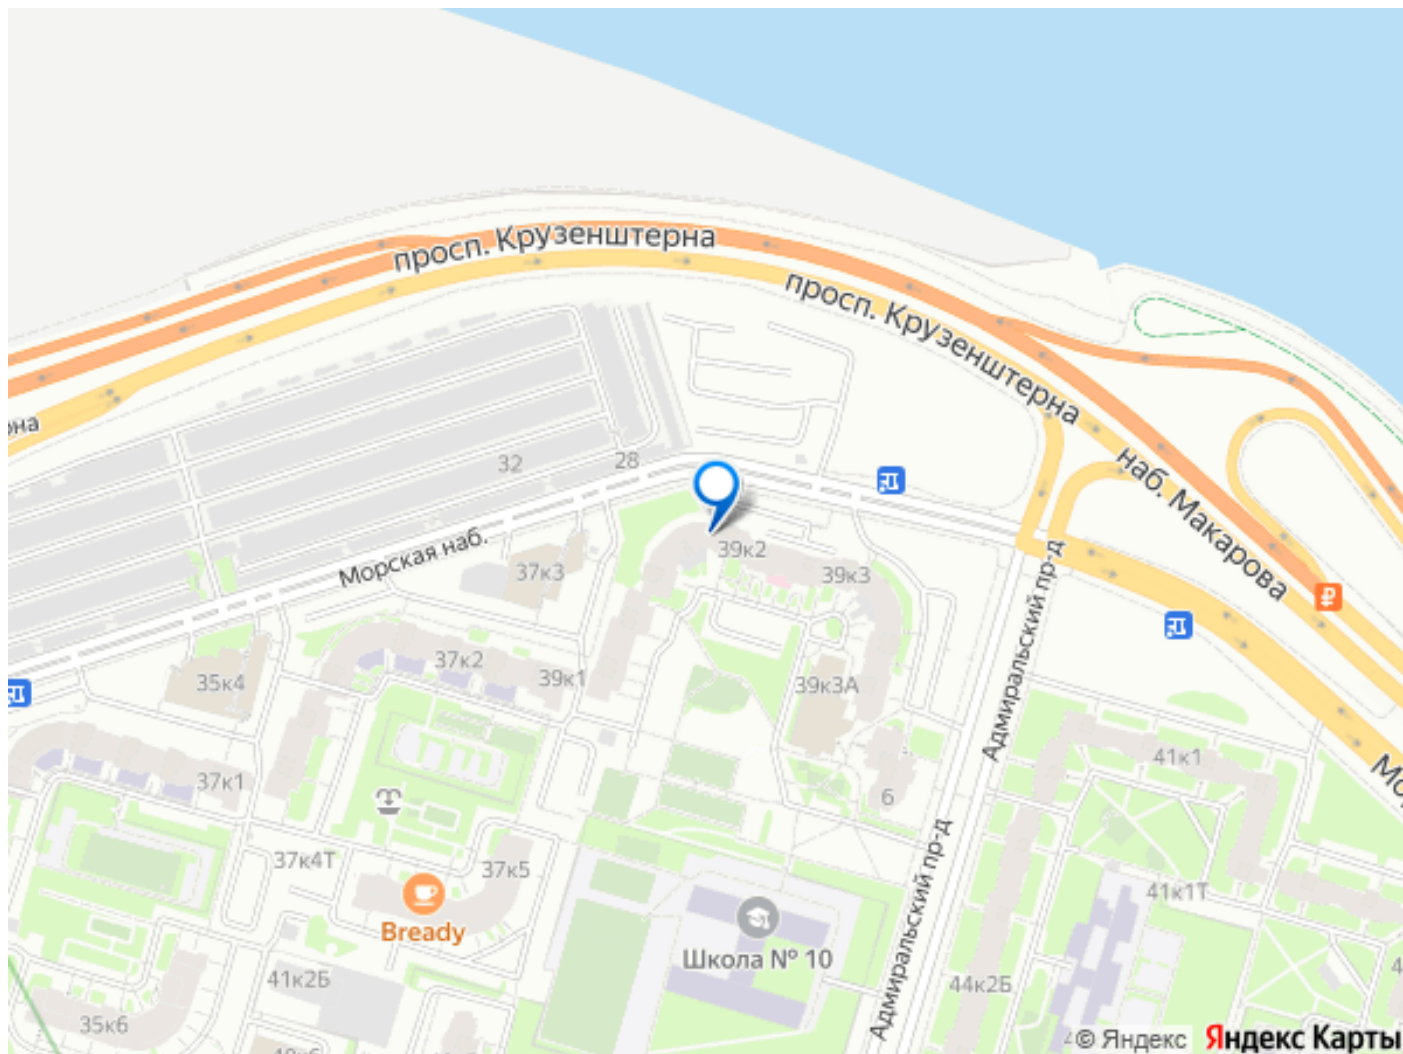 просп. Крузенштерна
просп. Крузенштерна
наб. Макарова
32
28
Морская наб.
39к2
39к3
37к3
37к2
39к1
35к4
39к3А
Адмиральский пр-д
37к1
41к1
6
37к4Т
37к5
Bready
Школа № 10
Адмиральский пр-д
41к1Т
41к2Б
44к2Б
35к6
© Яндекс
Яндекс Карты